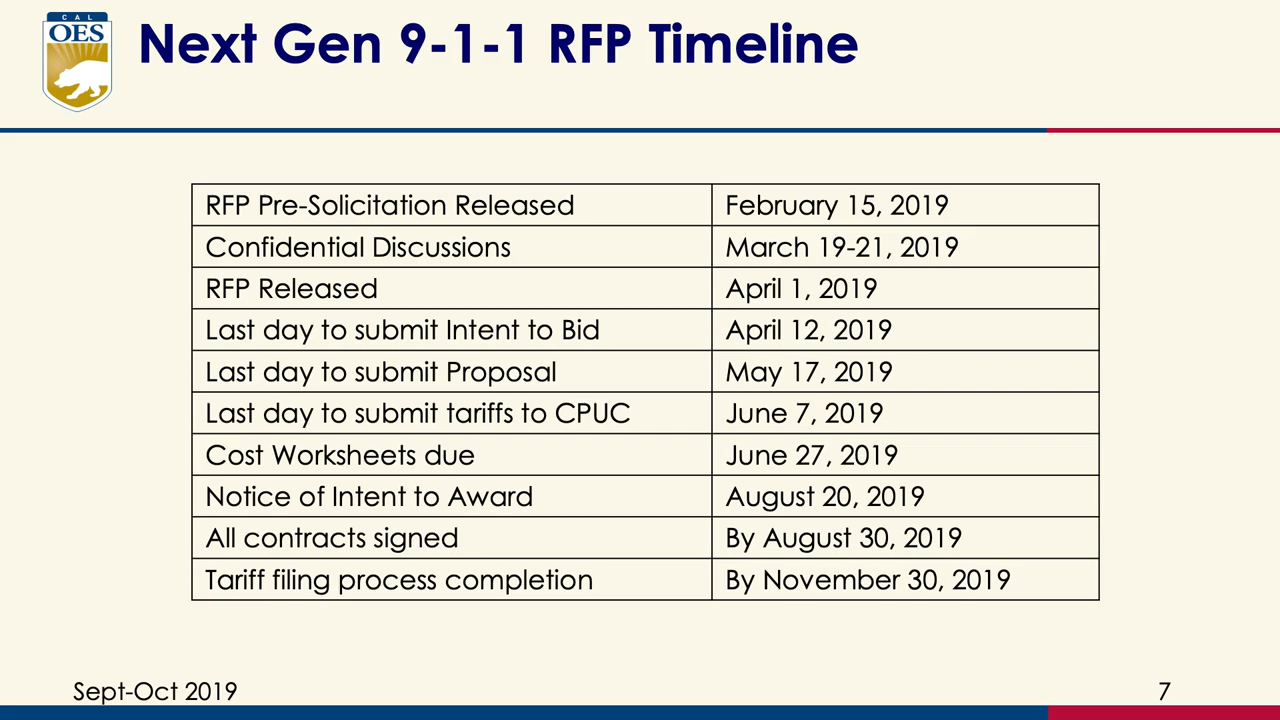 CAL
OES
Next Gen 9-1-1 RFP Timeline
RFP Pre-Solicitation Released February 15, 2019
Confidential Discussions March 19-21, 2019
RFP Released April 1, 2019
Last day to submit Intent to Bid April 12, 2019
Last day to submit Proposal May 17, 2019
Last day to submit tariffs to CPUC June 7, 2019
Cost Worksheets due June 27, 2019
Notice of Intent to Award August 20, 2019
All contracts signed By August 30, 2019
Tariff filing process completion By November 30, 2019
Sept-Oct 2019 7